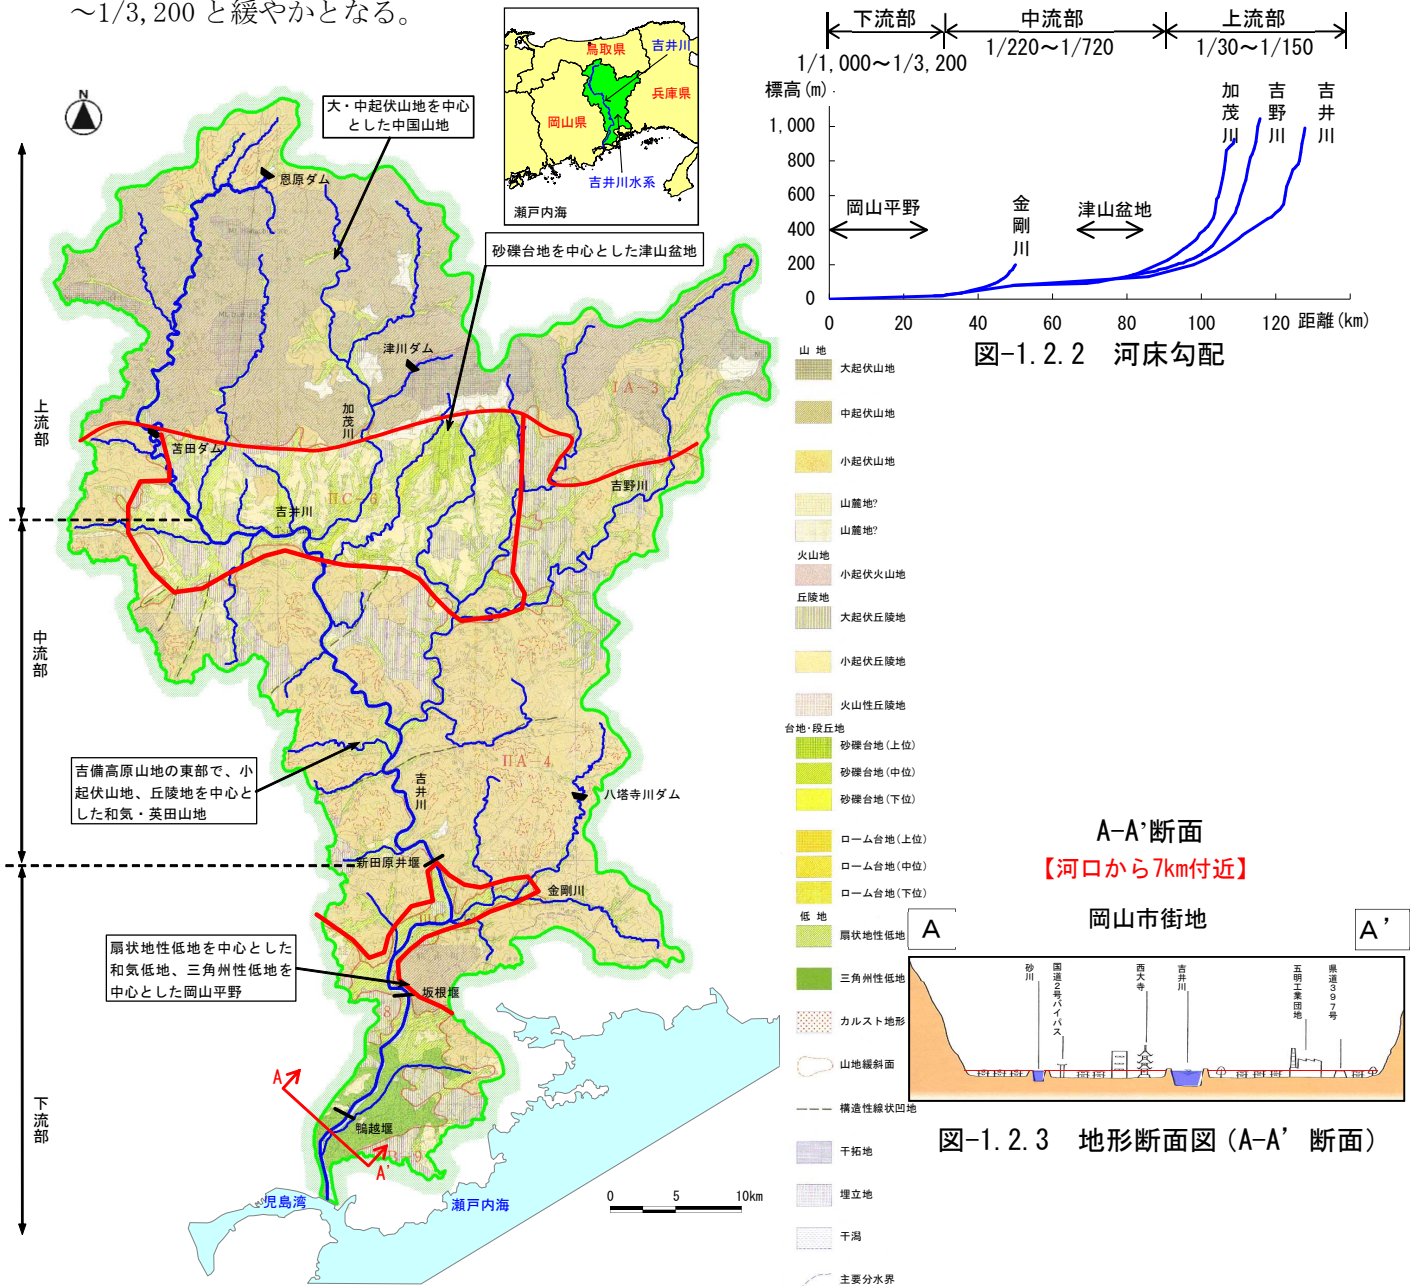 ～1/3,200 と緩やかとなる。
N
大・中起伏山地を中心
とした中国山地
恩原ダム
鳥取県
吉井川
兵庫県
岡山県
吉井川水系
瀬戸内海
砂礫台地を中心とした津山盆地
津川ダム
加茂川
苫田ダム
吉井川
吉野川
ⅠA-3
ⅡC-6
ⅡA-4
上流部
中流部
下流部
吉備高原山地の東部で、小
起伏山地、丘陵地を中心と
した和気・英田山地
吉井川
八塔寺川ダム
新田原井堰
金剛川
扇状地性低地を中心とした
和気低地、三角州性低地を
中心とした岡山平野
坂根堰
A
鴨越堰
A'
児島湾
瀬戸内海
0 5 10km
下流部 中流部 上流部
1/1,000～1/3,200
1/220～1/720
1/30～1/150
標高(m)
1,000
800
600
400
200
0
岡山平野
津山盆地
金剛川
加茂川
吉野川
吉井川
0 20 40 60 80 100 120 距離(km)
図-1.2.2 河床勾配
山 地
大起伏山地
中起伏山地
小起伏山地
山麓地?
山麓地?
火山地
小起伏火山地
丘陵地
大起伏丘陵地
小起伏丘陵地
火山性丘陵地
台地・段丘地
砂礫台地(上位)
砂礫台地(中位)
砂礫台地(下位)
ローム台地(上位)
ローム台地(中位)
ローム台地(下位)
低 地
扇状地性低地
三角州性低地
カルスト地形
山地緩斜面
構造性線状凹地
干拓地
埋立地
干潟
主要分水界
A-A'断面
【河口から7km付近】
岡山市街地
A
A'
砂川
国道2号バイパス
西大寺
吉井川
五明工業団地
県道397号
図-1.2.3 地形断面図(A-A' 断面)